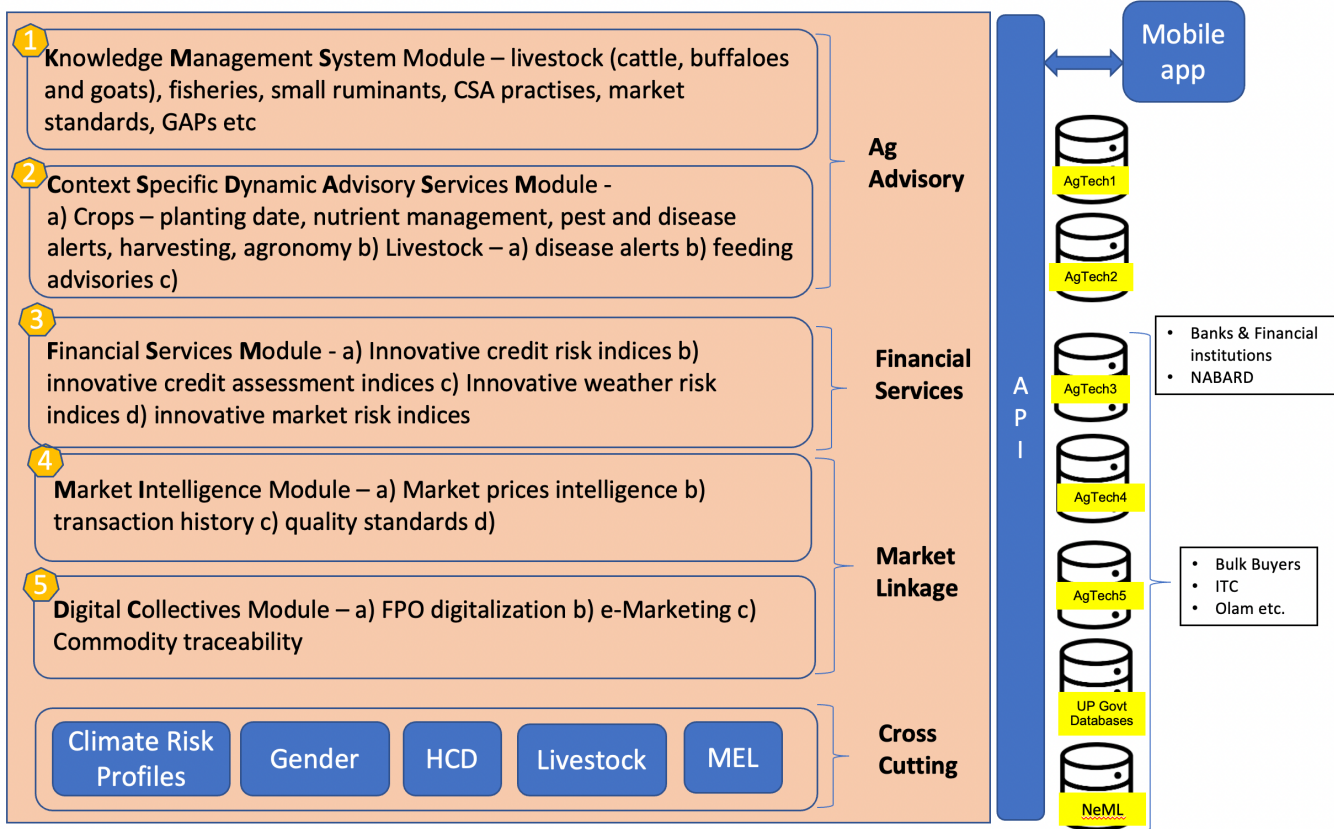 1
Knowledge Management System Module – livestock (cattle, buffaloes
and goats), fisheries, small ruminants, CSA practises, market
standards, GAPs etc
2
Context Specific Dynamic Advisory Services Module -
a) Crops – planting date, nutrient management, pest and disease
alerts, harvesting, agronomy b) Livestock – a) disease alerts b) feeding
advisories c)
Ag
Advisory
3
Financial Services Module - a) Innovative credit risk indices b)
innovative credit assessment indices c) Innovative weather risk
indices d) innovative market risk indices
Financial
Services
4
Market Intelligence Module – a) Market prices intelligence b)
transaction history c) quality standards d)
5
Digital Collectives Module – a) FPO digitalization b) e-Marketing c)
Commodity traceability
Market
Linkage
Climate Risk
Profiles
Gender
HCD
Livestock
MEL
Cross
Cutting
A
P
I
Mobile
app
AgTech1
AgTech2
AgTech3
AgTech4
AgTech5
UP Govt
Databases
NeML
• Banks & Financial
institutions
• NABARD
• Bulk Buyers
• ITC
• Olam etc.